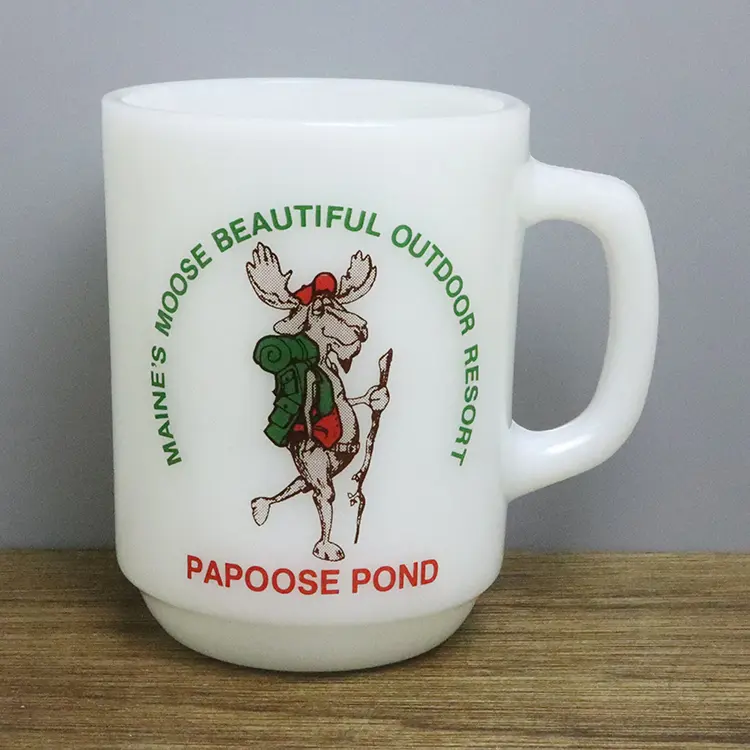 MAINE'S MOOSE BEAUTIFUL OUTDOOR RESORT
PAPOOSE POND